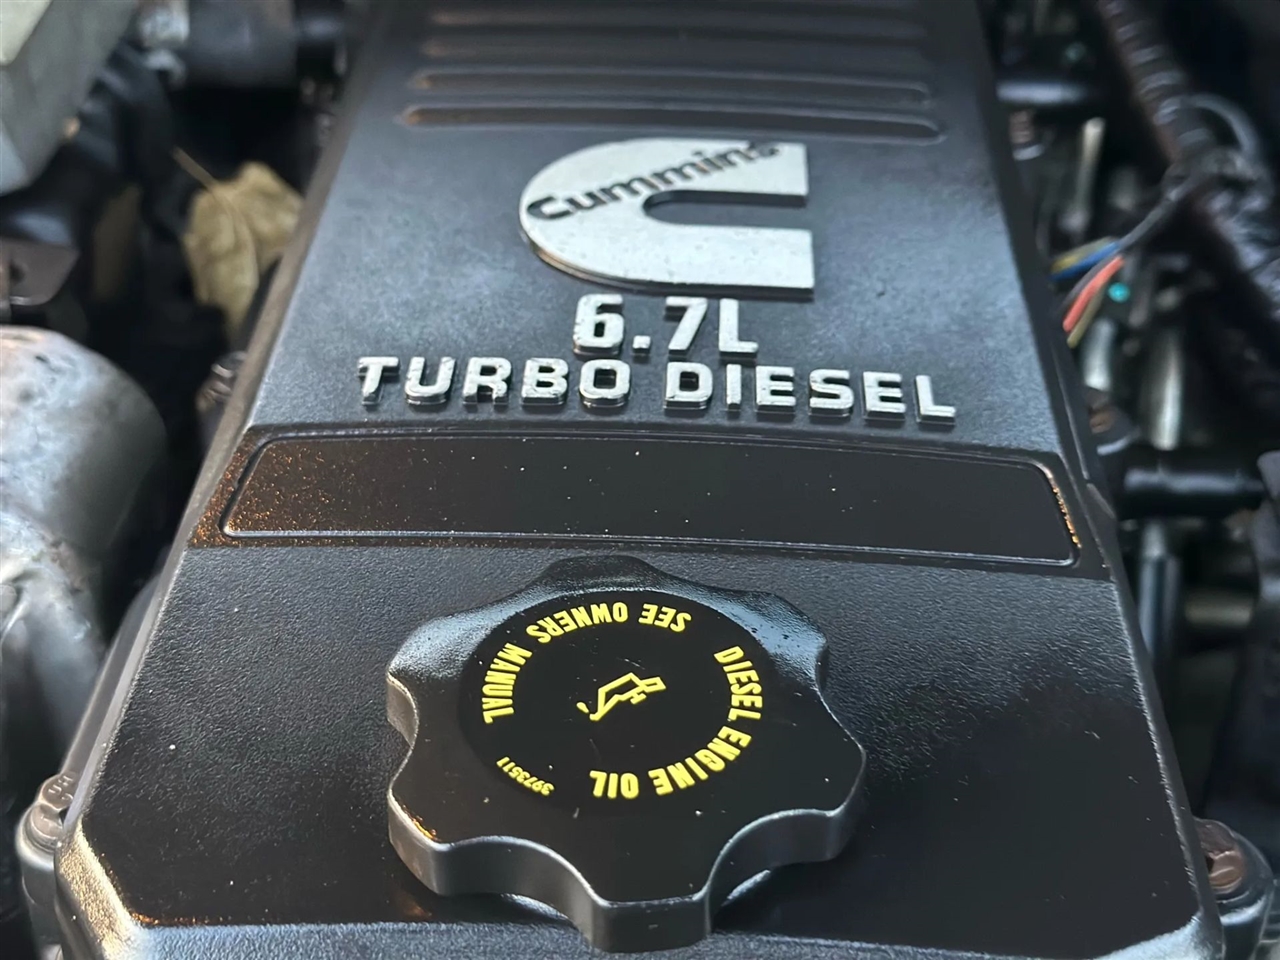 Cummins
6.7L
TURBO DIESEL
SEE OWNERS MANUAL
DIESEL ENGINE OIL
3973511